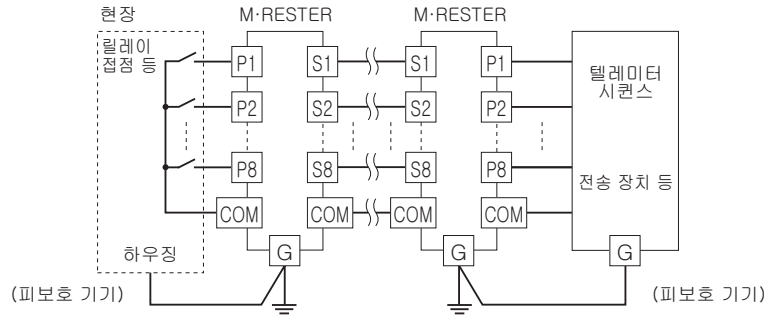 현장
M·RESTER
M·RESTER
릴레이
접점 등
P1
S1
S1
P1
텔레미터
시퀀스
P2
S2
S2
P2
P8
S8
S8
P8
전송 장치 등
COM
COM
COM
COM
하우징
G
G
G
(피보호 기기)
(피보호 기기)